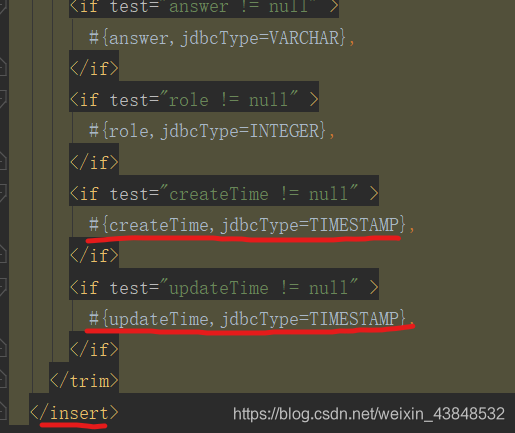 <if test="answer != null" >
#{answer,jdbcType=VARCHAR},
</if>
<if test="role != null" >
#{role,jdbcType=INTEGER},
</if>
<if test="createTime != null" >
#{createTime,jdbcType=TIMESTAMP},
</if>
<if test="updateTime != null" >
#{updateTime,jdbcType=TIMESTAMP},
</if>
</trim>
</insert>
https://blog.csdn.net/weixin_43848532